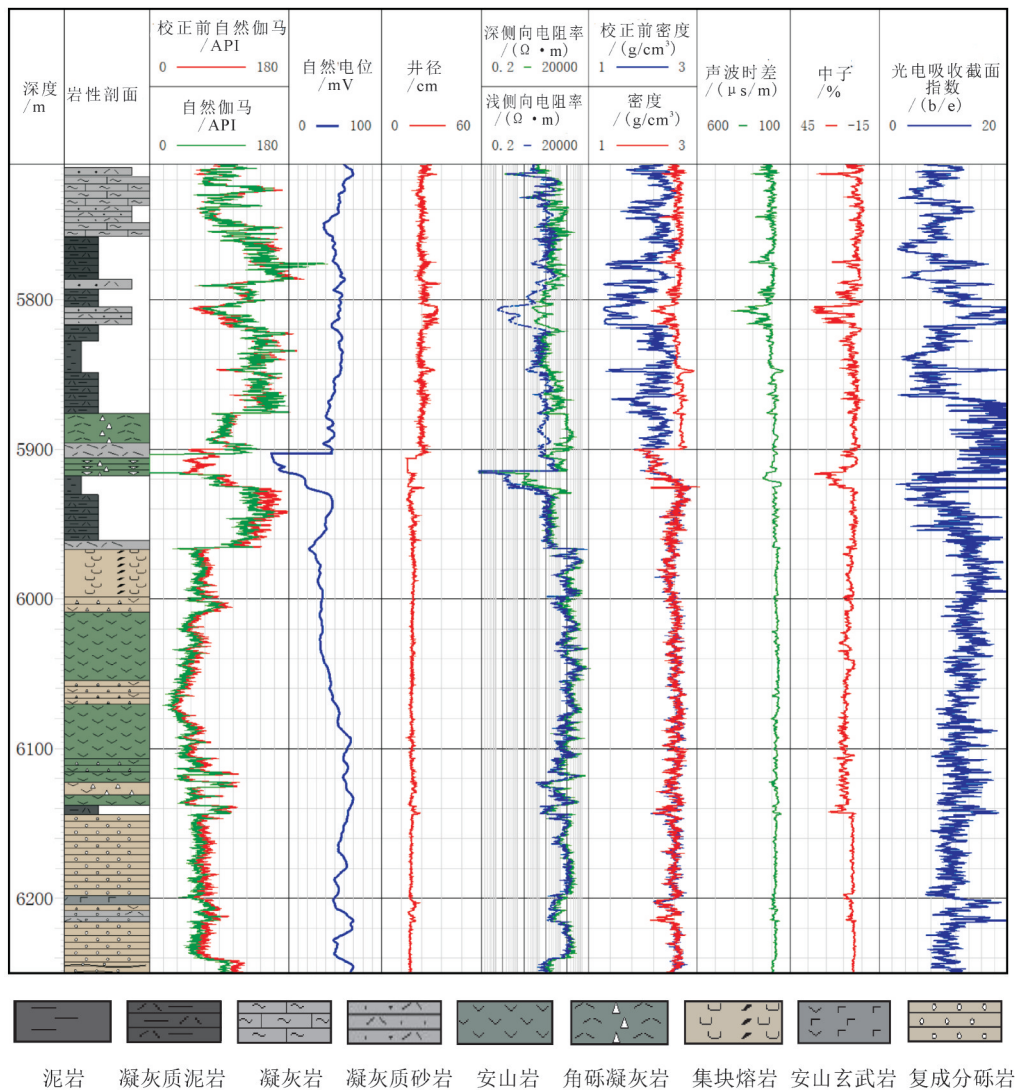 深度
/m
岩性剖面
校正前自然伽马
/API
0 180
自然伽马
/API
0 180
自然电位
/mV
0 100
井径
/cm
0 60
深侧向电阻率
/(Ω·m)
0.2 20000
浅侧向电阻率
/(Ω·m)
0.2 20000
校正前密度
/(g/cm³)
1 3
密度
/(g/cm³)
1 3
声波时差
/(μs/m)
600 100
中子
/%
45 -15
光电吸收截面
指数
/(b/e)
0 20
5800
5900
6000
6100
6200
泥岩 凝灰质泥岩 凝灰岩 凝灰质砂岩 安山岩 角砾凝灰岩 集块熔岩 安山玄武岩 复成分砾岩